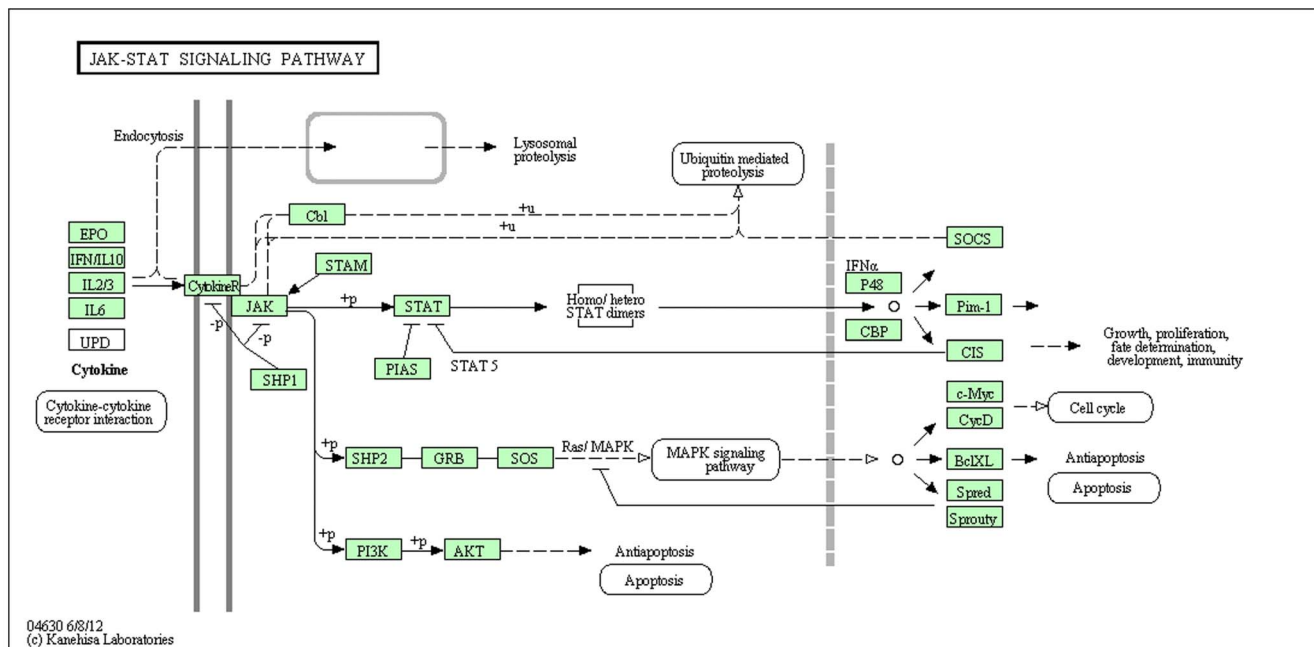 JAK-STAT SIGNALING PATHWAY
Endocytosis
Lysosomal
proteolysis
Ubiquitin mediated
proteolysis
Cbl
+u
+u
EPO
IFN/IL10
IL2/3
IL6
UPD
Cytokine
Cytokine-cytokine
receptor interaction
CytokineR
JAK
STAM
-p
-p
SHP1
+p
STAT
PIAS
STAT 5
Homo/ hetero
STAT dimers
IFNα
P48
CBP
SOCS
Pim-1
CIS
Growth, proliferation,
fate determination,
development, immunity
c-Myc
CycD
Cell cycle
+p
SHP2
GRB
SOS
Ras/ MAPK
MAPK signaling
pathway
BclXL
Antiapoptosis
Spred
Apoptosis
Sprouty
+p
PI3K
+p
AKT
Antiapoptosis
Apoptosis
04630 6/8/12
(c) Kanehisa Laboratories